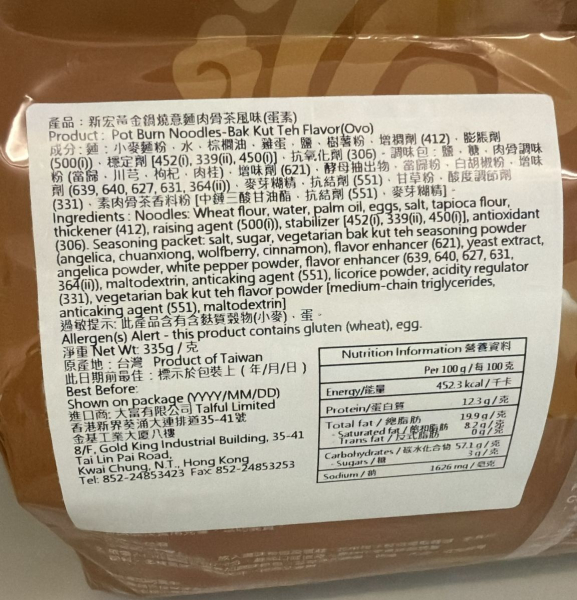 產品：新宏黃金鍋燒意麵肉骨茶風味(蛋素)
Product: Pot Burn Noodles-Bak Kut Teh Flavor(Ovo)
成分：麵：小麥麵粉．水．棕櫚油．雞蛋．鹽．樹薯粉．增稠劑 (412)．膨脹劑
(500(ii))．穩定劑 [452(i), 339(ii), 450(i)]．抗氧化劑 (306)．調味包：鹽．糖．肉骨調味
粉 (當歸．川芎．枸杞．肉桂)．增味劑 (621)．酵母抽出物．當歸粉．白胡椒粉．增味
劑 (639, 640, 627, 631, 364(ii))．麥芽糊精．抗結劑 (551)．甘草粉．酸度調節劑
(331)．素肉骨茶香料粉 [中鏈三酸甘油酯．抗結劑 (551)．麥芽糊精]．
Ingredients: Noodles: Wheat flour, water, palm oil, eggs, salt, tapioca flour,
thickener (412), raising agent (500(ii)), stabilizer [452(i), 339(ii), 450(i)], antioxidant
(306). Seasoning packet: salt, sugar, vegetarian bak kut teh seasoning powder
(angelica, chuanxiong, wolfberry, cinnamon), flavor enhancer (621), yeast extract,
angelica powder, white pepper powder, flavor enhancer (639, 640, 627, 631,
364(ii)), maltodextrin, anticaking agent (551), licorice powder, acidity regulator
(331), vegetarian bak kut teh flavor powder [medium-chain triglycerides,
anticaking agent (551), maltodextrin]
過敏提示: 此產品含有含麩質穀物(小麥)．蛋．
Allergen(s) Alert - this product contains gluten (wheat), egg.
淨重 Net Wt: 335g / 克
原產地：台灣 Product of Taiwan
此日期前最佳：標示於包裝上（年/月/日）
Best Before:
Shown on package (YYYY/MM/DD)
進口商: 大富有限公司 Talful Limited
香港新界葵涌大連排道35-41號
金基工業大廈八樓
8/F, Gold King Industrial Building, 35-41
Tai Lin Pai Road,
Kwai Chung, N.T., Hong Kong
Tel: 852-24853423 Fax: 852-24853253
Nutrition Information 營養資料
Per 100 g / 每 100 克
Energy/能量 452.3 kcal / 千卡
Protein/蛋白質 12.3 g / 克
Total fat / 總脂肪 19.9 g / 克
- Saturated fat / 飽和脂肪 8.2 g / 克
- Trans fat / 反式脂肪 0 g / 克
Carbohydrates / 碳水化合物 57.1 g / 克
- Sugars / 糖 3 g / 克
Sodium / 鈉 1626 mg / 毫克